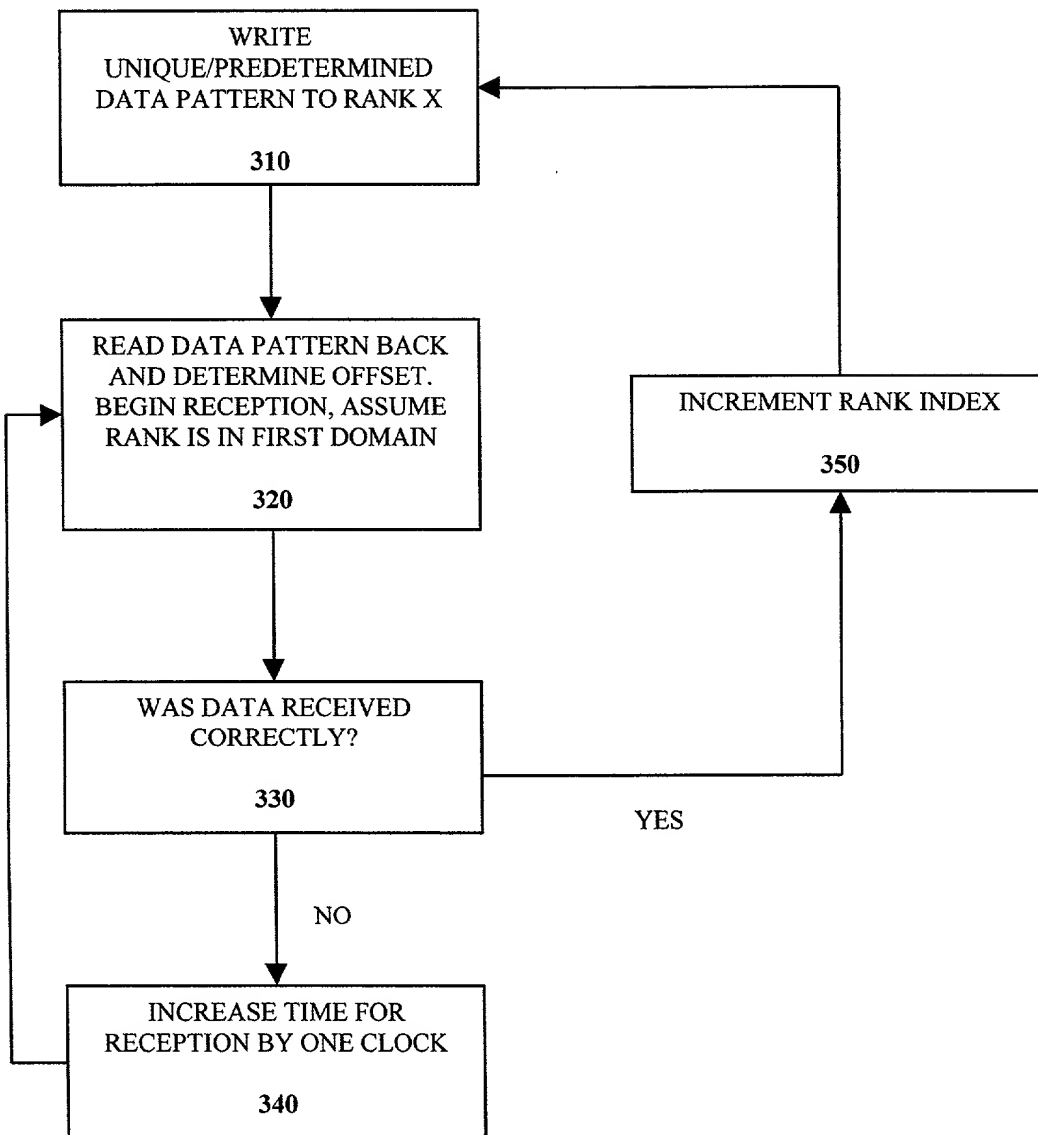 WRITE
UNIQUE/PREDETERMINED
DATA PATTERN TO RANK X
310
READ DATA PATTERN BACK
AND DETERMINE OFFSET.
BEGIN RECEPTION, ASSUME
RANK IS IN FIRST DOMAIN
320
INCREMENT RANK INDEX
350
WAS DATA RECEIVED
CORRECTLY?
330
YES
NO
INCREASE TIME FOR
RECEPTION BY ONE CLOCK
340